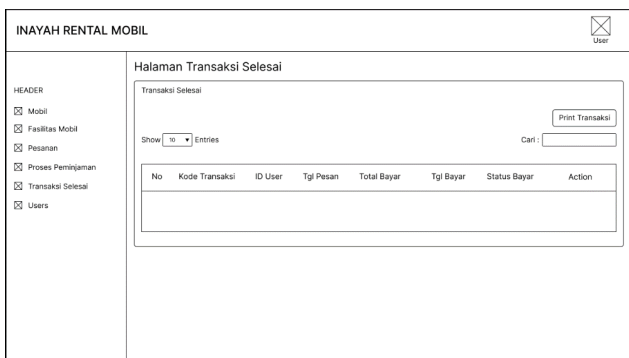 INAYAH RENTAL MOBIL
User
HEADER
Mobil
Fasilitas Mobil
Pesanan
Proses Peminjaman
Transaksi Selesai
Users
Halaman Transaksi Selesai
Transaksi Selesai
Print Transaksi
Show 10 Entries
Cari :
No Kode Transaksi ID User Tgl Pesan Total Bayar Tgl Bayar Status Bayar Action